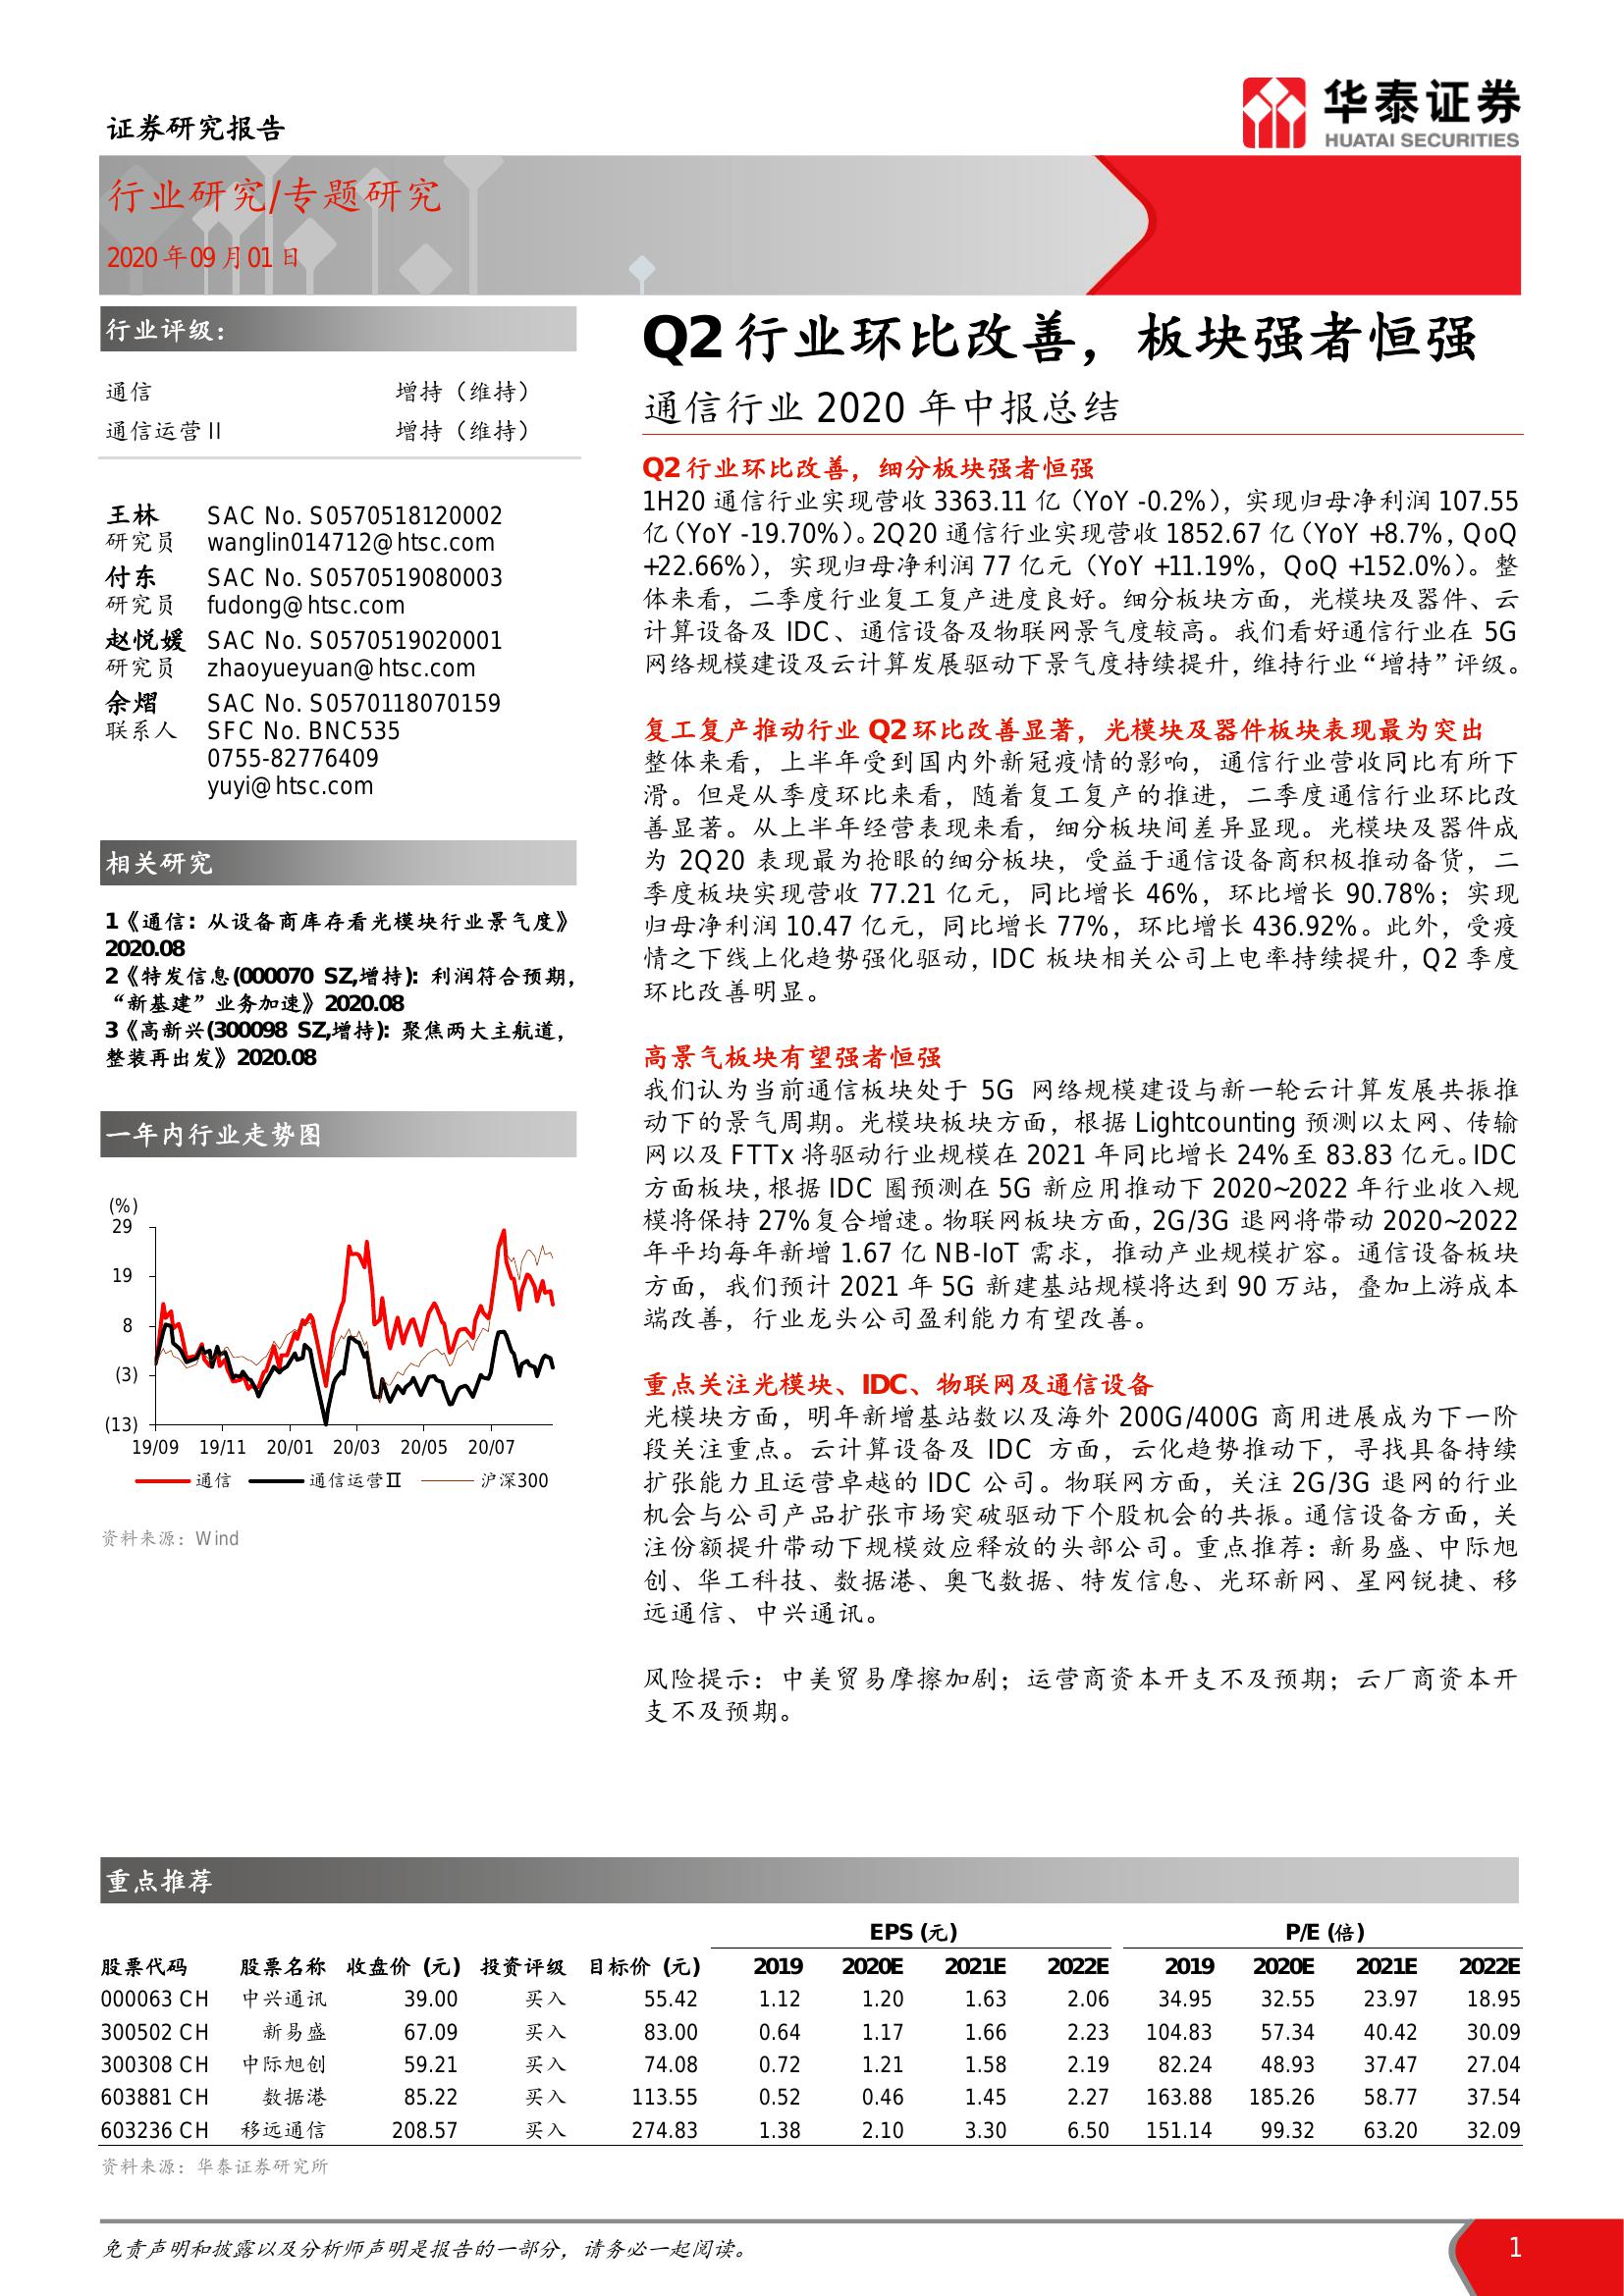 证券研究报告
华泰证券
HUATAI SECURITIES
行业研究/专题研究
2020年09月01日
行业评级：
通信 增持（维持）
通信运营II 增持（维持）
王林 SAC No. S0570518120002
研究员 wanglin014712@htsc.com
付东 SAC No. S0570519080003
研究员 fudong@htsc.com
赵悦媛 SAC No. S0570519020001
研究员 zhaoyueyuan@htsc.com
余熠 SAC No. S0570118070159
联系人 SFC No. BNC535
0755-82776409
yuyi@htsc.com
相关研究
1《通信：从设备商库存看光模块行业景气度》
2020.08
2《特发信息(000070 SZ,增持)：利润符合预期，
“新基建”业务加速》2020.08
3《高新兴(300098 SZ,增持)：聚焦两大主航道，
整装再出发》2020.08
一年内行业走势图
(%)
29
19
8
(3)
(13)
19/09 19/11 20/01 20/03 20/05 20/07
通信 通信运营Ⅱ 沪深300
资料来源：Wind
Q2行业环比改善，板块强者恒强
通信行业2020年中报总结
Q2行业环比改善，细分板块强者恒强
1H20通信行业实现营收3363.11亿（YoY -0.2%），实现归母净利润107.55
亿（YoY -19.70%）。2Q20通信行业实现营收1852.67亿（YoY +8.7%，QoQ
+22.66%），实现归母净利润77亿元（YoY +11.19%，QoQ +152.0%）。整
体来看，二季度行业复工复产进度良好。细分板块方面，光模块及器件、云
计算设备及IDC、通信设备及物联网景气度较高。我们看好通信行业在5G
网络规模建设及云计算发展驱动下景气度持续提升，维持行业“增持”评级。
复工复产推动行业Q2环比改善显著，光模块及器件板块表现最为突出
整体来看，上半年受到国内外新冠疫情的影响，通信行业营收同比有所下
滑。但是从季度环比来看，随着复工复产的推进，二季度通信行业环比改
善显著。从上半年经营表现来看，细分板块间差异显现。光模块及器件成
为2Q20表现最为抢眼的细分板块，受益于通信设备商积极推动备货，二
季度板块实现营收77.21亿元，同比增长46%，环比增长90.78%；实现
归母净利润10.47亿元，同比增长77%，环比增长436.92%。此外，受疫
情之下线上化趋势强化驱动，IDC板块相关公司上电率持续提升，Q2季度
环比改善明显。
高景气板块有望强者恒强
我们认为当前通信板块处于5G 网络规模建设与新一轮云计算发展共振推
动下的景气周期。光模块板块方面，根据Lightcounting预测以太网、传输
网以及FTTx将驱动行业规模在2021年同比增长24%至83.83亿元。IDC
方面板块，根据IDC圈预测在5G新应用推动下2020~2022年行业收入规
模将保持27%复合增速。物联网板块方面，2G/3G退网将带动2020~2022
年平均每年新增1.67亿NB-IoT需求，推动产业规模扩容。通信设备板块
方面，我们预计2021年5G新建基站规模将达到90万站，叠加上游成本
端改善，行业龙头公司盈利能力有望改善。
重点关注光模块、IDC、物联网及通信设备
光模块方面，明年新增基站数以及海外200G/400G商用进展成为下一阶
段关注重点。云计算设备及IDC方面，云化趋势推动下，寻找具备持续
扩张能力且运营卓越的IDC公司。物联网方面，关注2G/3G退网的行业
机会与公司产品扩张市场突破驱动下个股机会的共振。通信设备方面，关
注份额提升带动下规模效应释放的头部公司。重点推荐：新易盛、中际旭
创、华工科技、数据港、奥飞数据、特发信息、光环新网、星网锐捷、移
远通信、中兴通讯。
风险提示：中美贸易摩擦加剧；运营商资本开支不及预期；云厂商资本开
支不及预期。
重点推荐
EPS (元) P/E (倍)
股票代码 股票名称 收盘价 (元) 投资评级 目标价 (元) 2019 2020E 2021E 2022E 2019 2020E 2021E 2022E
000063 CH 中兴通讯 39.00 买入 55.42 1.12 1.20 1.63 2.06 34.95 32.55 23.97 18.95
300502 CH 新易盛 67.09 买入 83.00 0.64 1.17 1.66 2.23 104.83 57.34 40.42 30.09
300308 CH 中际旭创 59.21 买入 74.08 0.72 1.21 1.58 2.19 82.24 48.93 37.47 27.04
603881 CH 数据港 85.22 买入 113.55 0.52 0.46 1.45 2.27 163.88 185.26 58.77 37.54
603236 CH 移远通信 208.57 买入 274.83 1.38 2.10 3.30 6.50 151.14 99.32 63.20 32.09
资料来源：华泰证券研究所
免责声明和披露以及分析师声明是报告的一部分，请务必一起阅读。 1